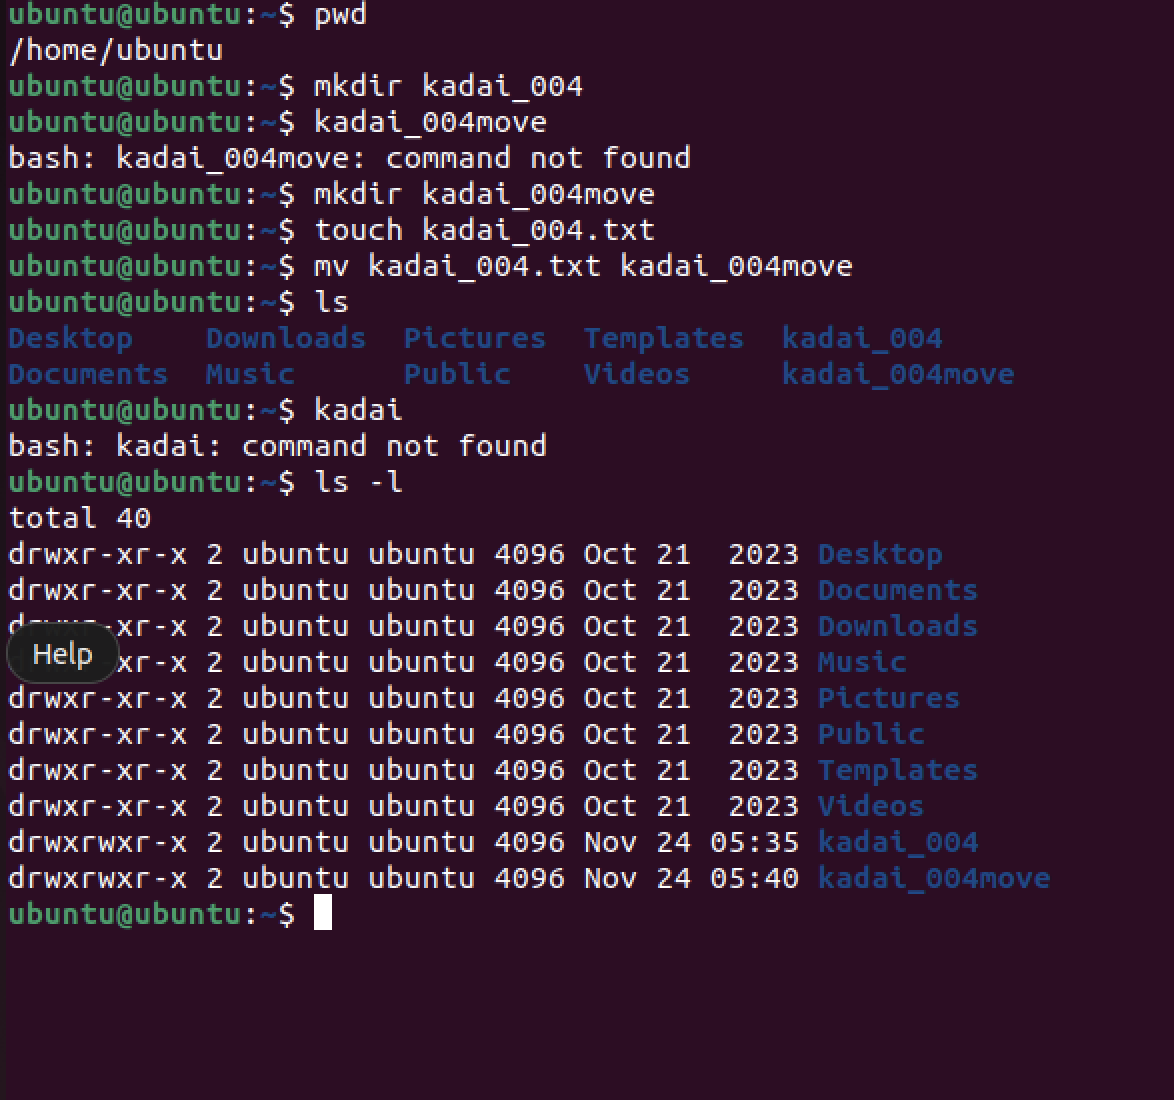 ubuntu@ubuntu:~$ pwd
/home/ubuntu
ubuntu@ubuntu:~$ mkdir kadai_004
ubuntu@ubuntu:~$ kadai_004move
bash: kadai_004move: command not found
ubuntu@ubuntu:~$ mkdir kadai_004move
ubuntu@ubuntu:~$ touch kadai_004.txt
ubuntu@ubuntu:~$ mv kadai_004.txt kadai_004move
ubuntu@ubuntu:~$ ls
Desktop    Downloads  Pictures  Templates  kadai_004
Documents  Music      Public    Videos     kadai_004move
ubuntu@ubuntu:~$ kadai
bash: kadai: command not found
ubuntu@ubuntu:~$ ls -l
total 40
drwxr-xr-x 2 ubuntu ubuntu 4096 Oct 21  2023 Desktop
drwxr-xr-x 2 ubuntu ubuntu 4096 Oct 21  2023 Documents
drwxr-xr-x 2 ubuntu ubuntu 4096 Oct 21  2023 Downloads
Help
xr-x 2 ubuntu ubuntu 4096 Oct 21  2023 Music
drwxr-xr-x 2 ubuntu ubuntu 4096 Oct 21  2023 Pictures
drwxr-xr-x 2 ubuntu ubuntu 4096 Oct 21  2023 Public
drwxr-xr-x 2 ubuntu ubuntu 4096 Oct 21  2023 Templates
drwxr-xr-x 2 ubuntu ubuntu 4096 Oct 21  2023 Videos
drwxrwxr-x 2 ubuntu ubuntu 4096 Nov 24 05:35 kadai_004
drwxrwxr-x 2 ubuntu ubuntu 4096 Nov 24 05:40 kadai_004move
ubuntu@ubuntu:~$